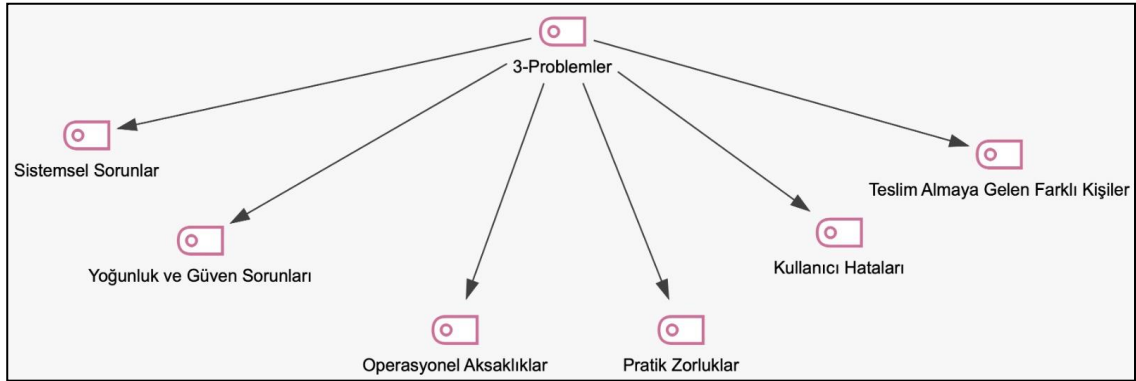 3-Problemler
Sistemsel Sorunlar
Teslim Almaya Gelen Farklı Kişiler
Yoğunluk ve Güven Sorunları
Kullanıcı Hataları
Operasyonel Aksaklıklar
Pratik Zorluklar